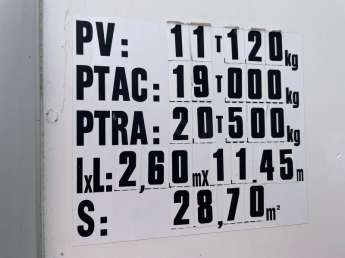 PV: 11T120kg
PTAC: 19T000kg
PTRA: 20T500kg
IxL: 2,60mX 11.45m
S: 28,70m²